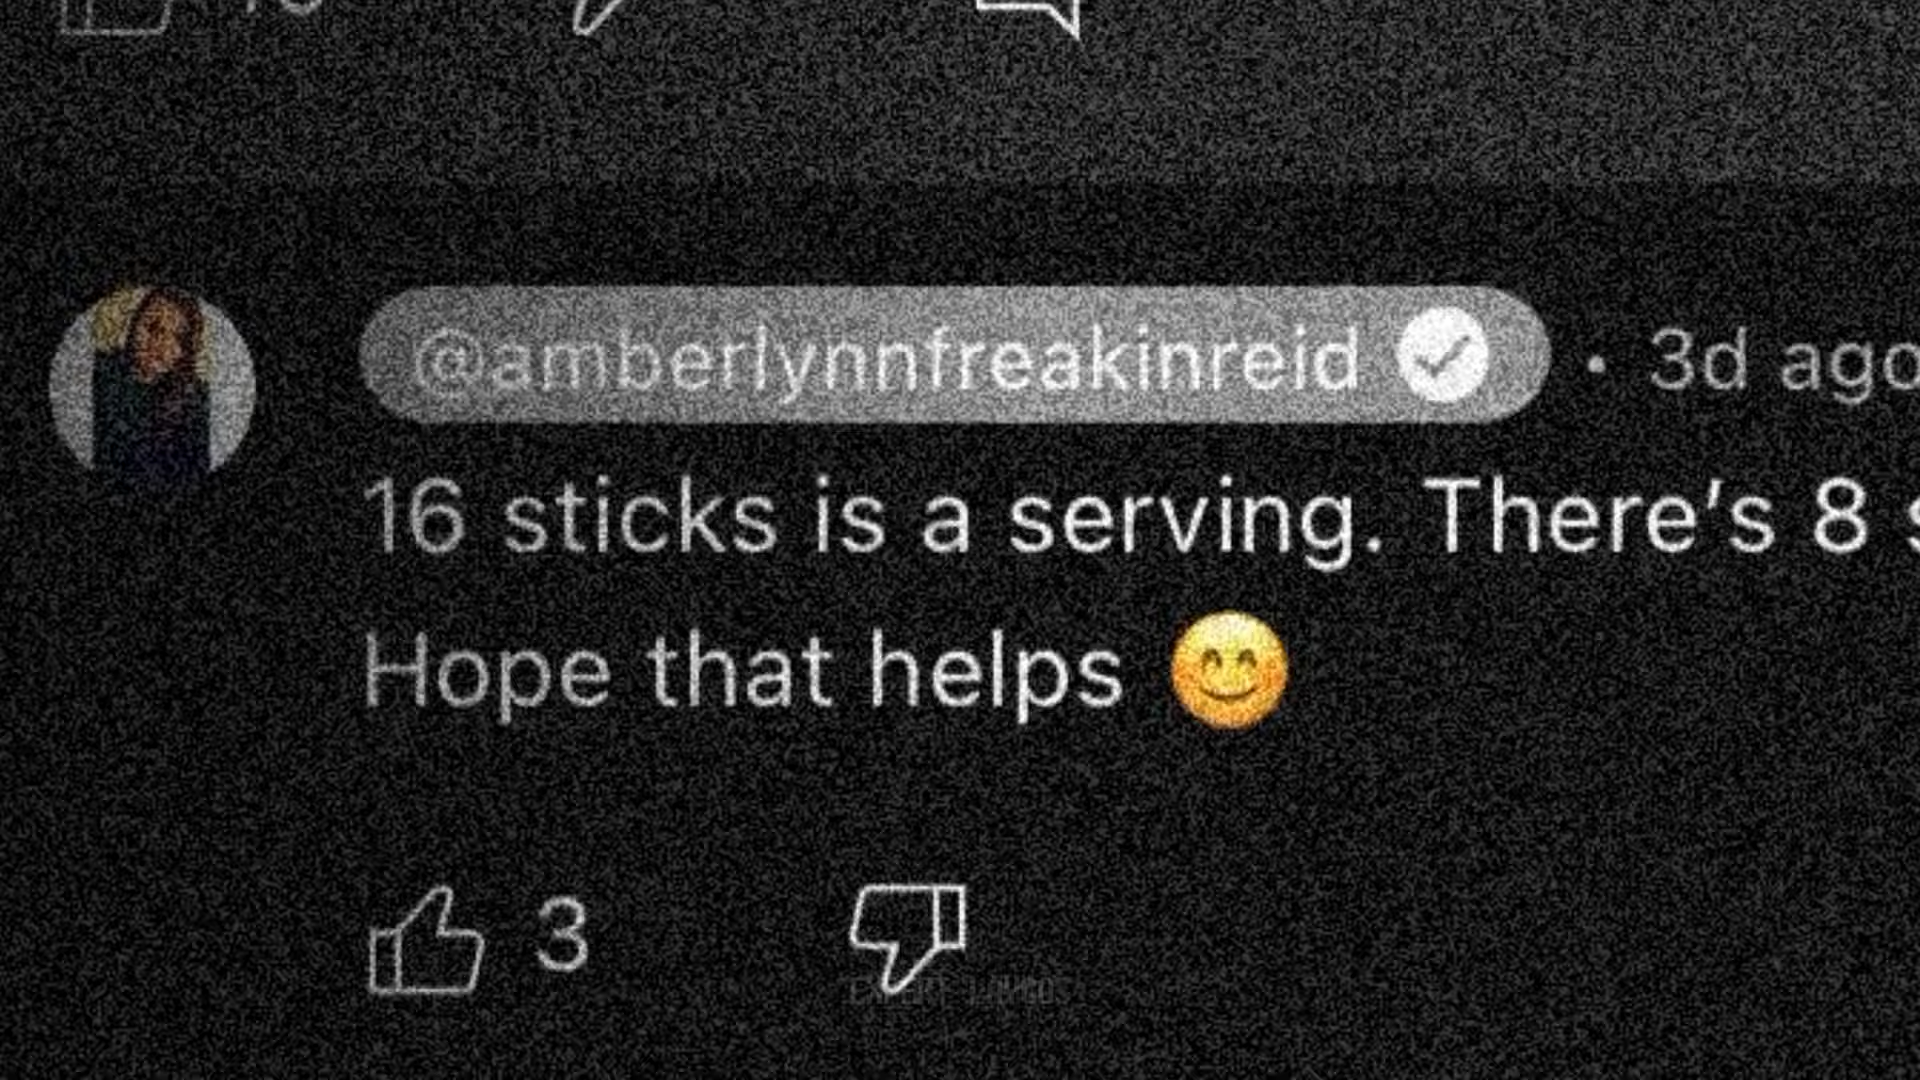 @amberlynnfreakinreid • 3d ago
16 sticks is a serving. There's 8
Hope that helps 😊
3